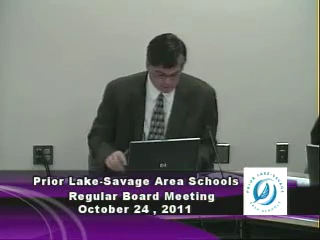 Prior Lake-Savage Area Schools
Regular Board Meeting
October 24 , 2011